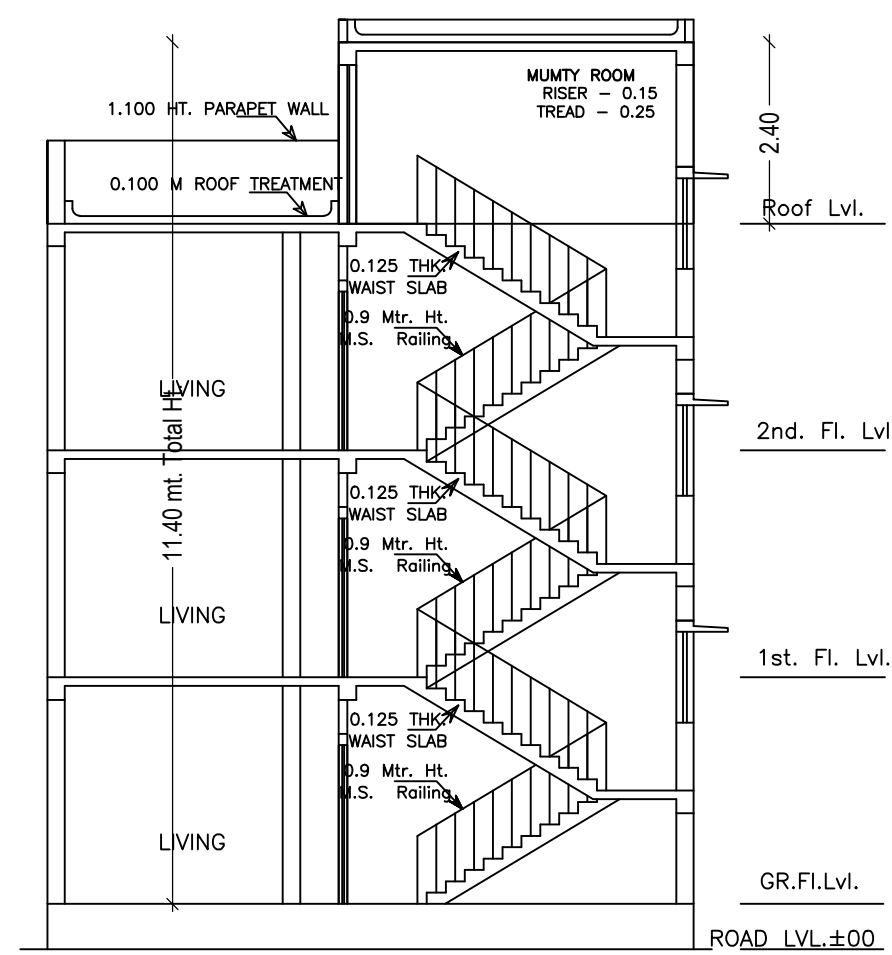 MUMTY ROOM
RISER - 0.15
TREAD - 0.25
1.100 HT. PARAPET WALL
2.40
0.100 M ROOF TREATMENT
Roof Lvl.
0.125 THK.
WAIST SLAB
0.9 Mtr. Ht.
M.S. Railing
LIVING
11.40 mt. Total Ht.
2nd. Fl. Lvl
0.125 THK.
WAIST SLAB
0.9 Mtr. Ht.
M.S. Railing
LIVING
1st. Fl. Lvl.
0.125 THK.
WAIST SLAB
0.9 Mtr. Ht.
M.S. Railing
LIVING
GR.Fl.Lvl.
ROAD LVL.±00